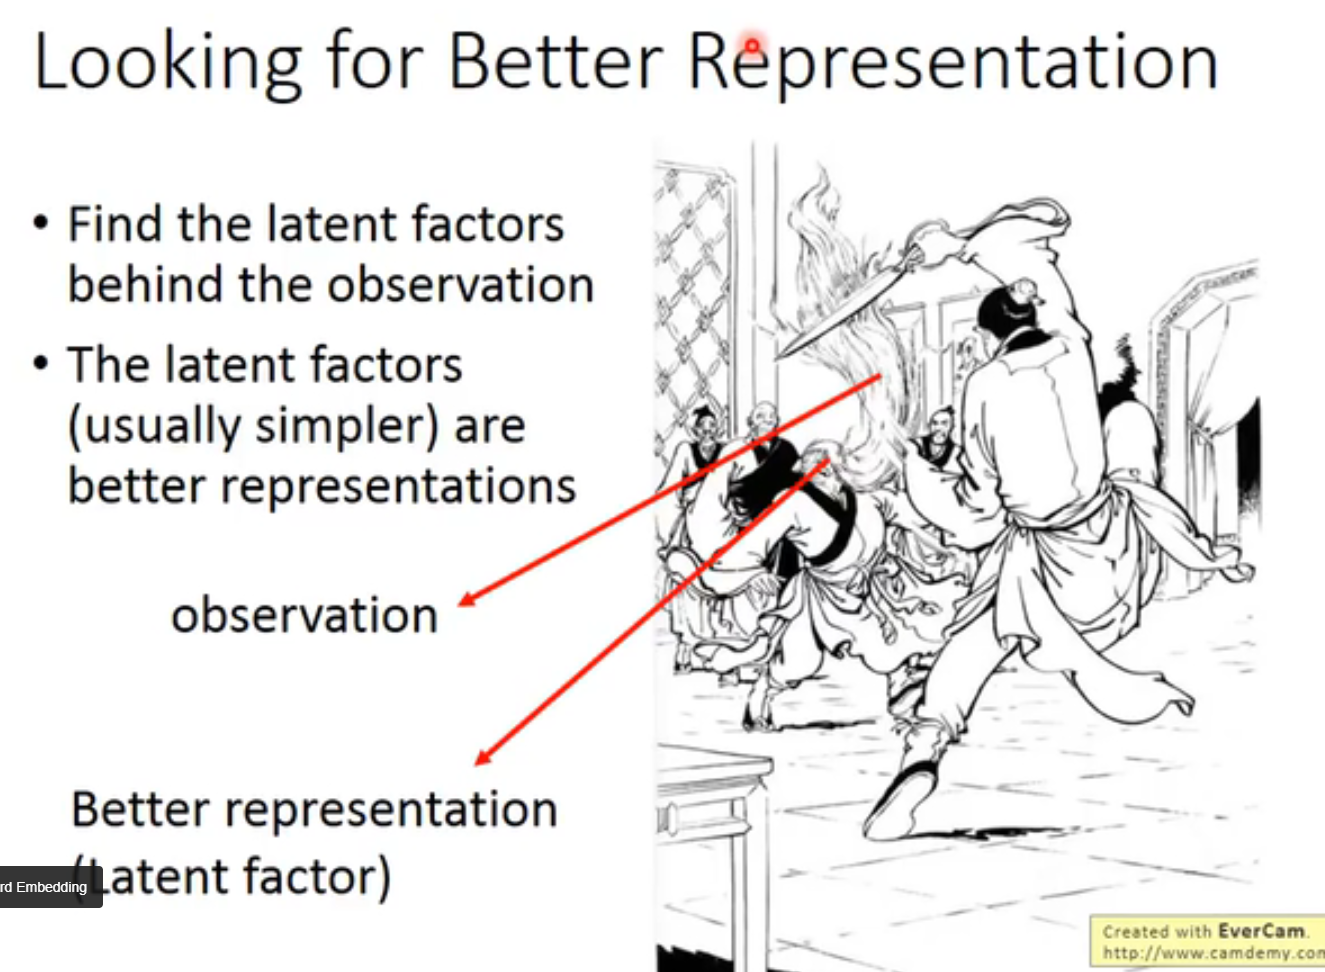 Looking for Better Representation
• Find the latent factors
behind the observation
• The latent factors
(usually simpler) are
better representations
observation
Better representation
(Latent factor)
rd Embedding
Created with EverCam.
http://www.camdemy.com